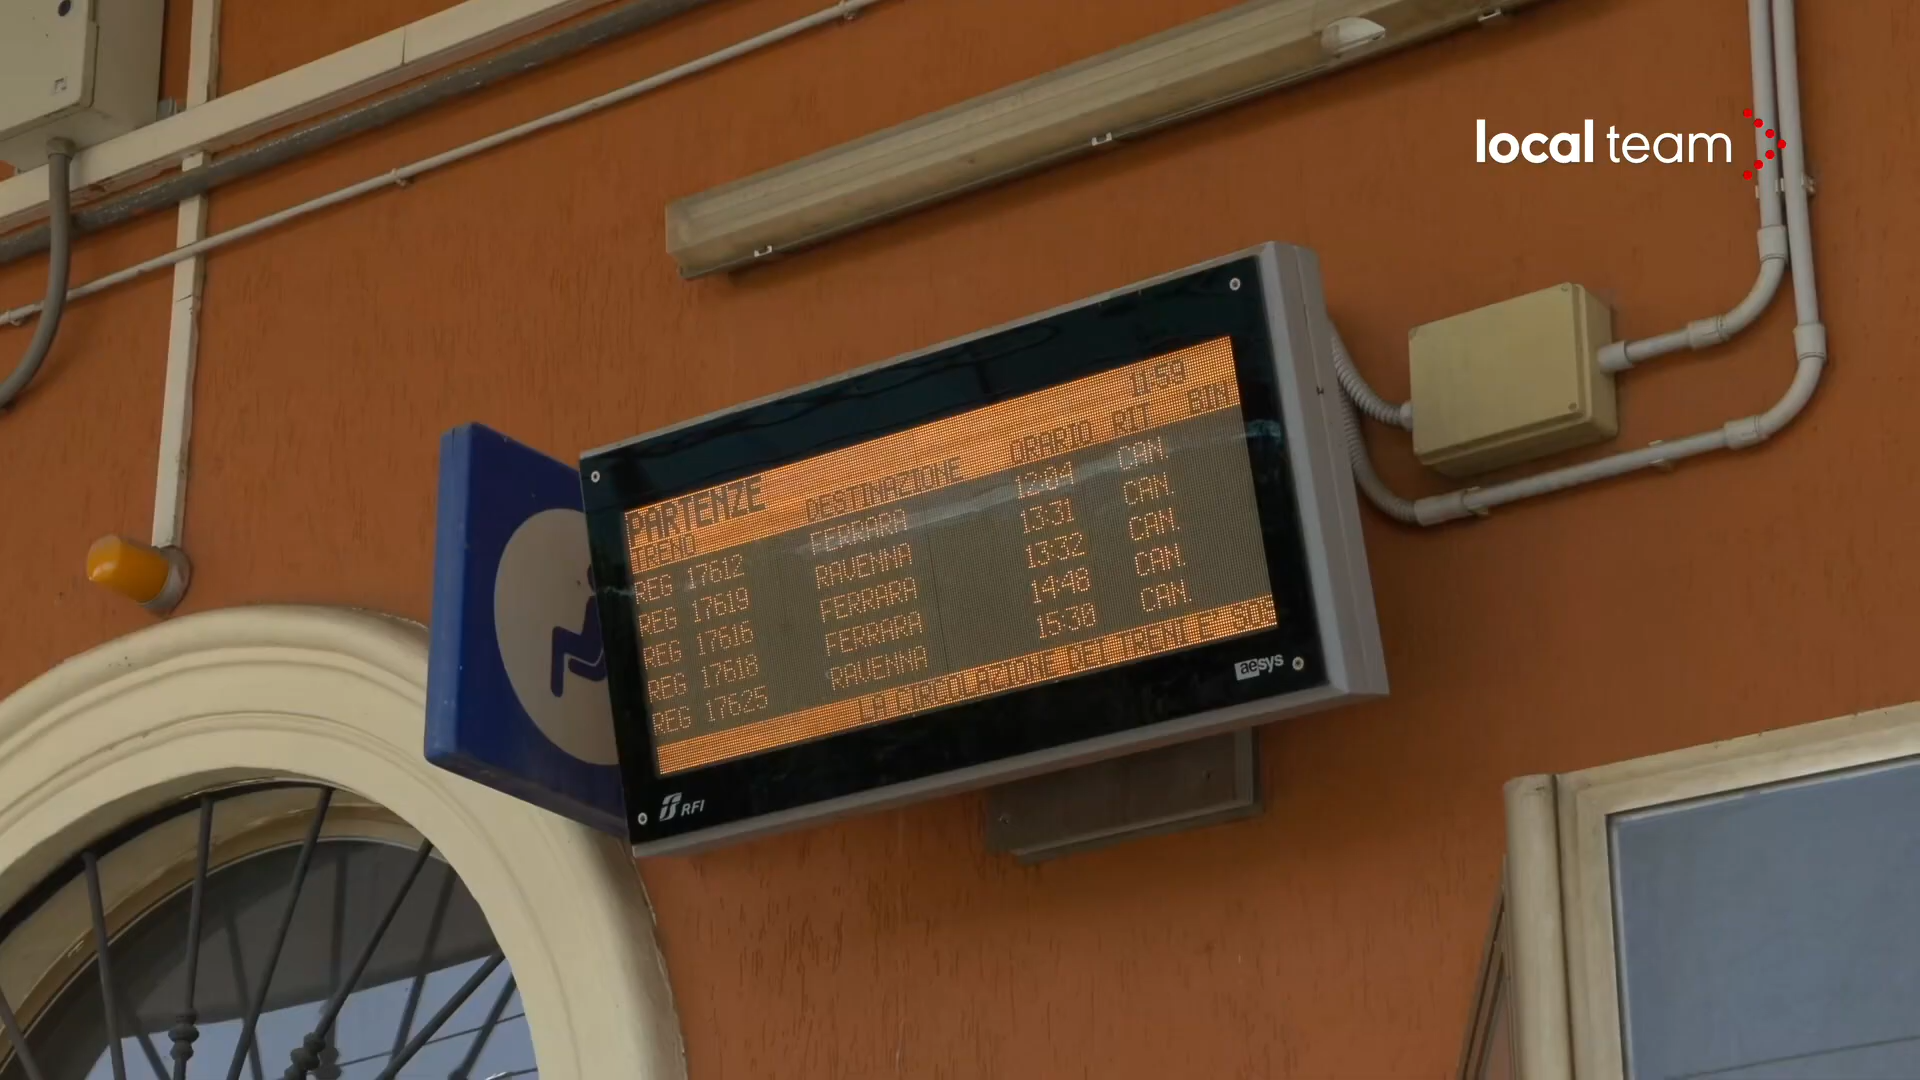 local team
11:59
PARTENZE
TRENO DESTINAZIONE ORARIO RIT BIN
REG 17612 FERRARA 12:04 CAN.
REG 17619 RAVENNA 13:31 CAN.
REG 17616 FERRARA 13:32 CAN.
REG 17618 FERRARA 14:48 CAN.
REG 17625 RAVENNA 15:30 CAN.
LA CIRCOLAZIONE DEI TRENI E' SOS
aesys
RFI